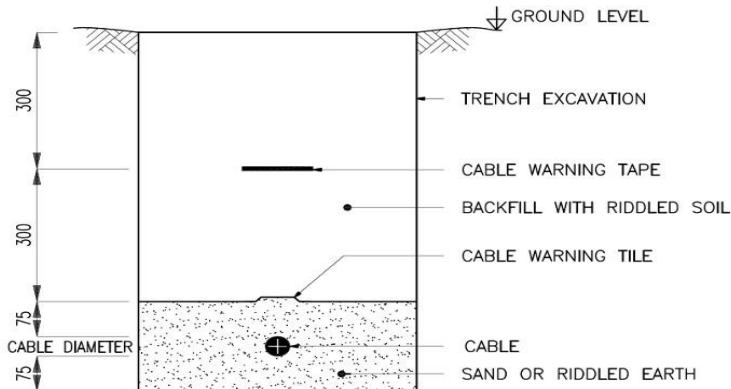 GROUND LEVEL
300
TRENCH EXCAVATION
CABLE WARNING TAPE
300
BACKFILL WITH RIDDLED SOIL
CABLE WARNING TILE
75
CABLE DIAMETER
CABLE
75
SAND OR RIDDLED EARTH